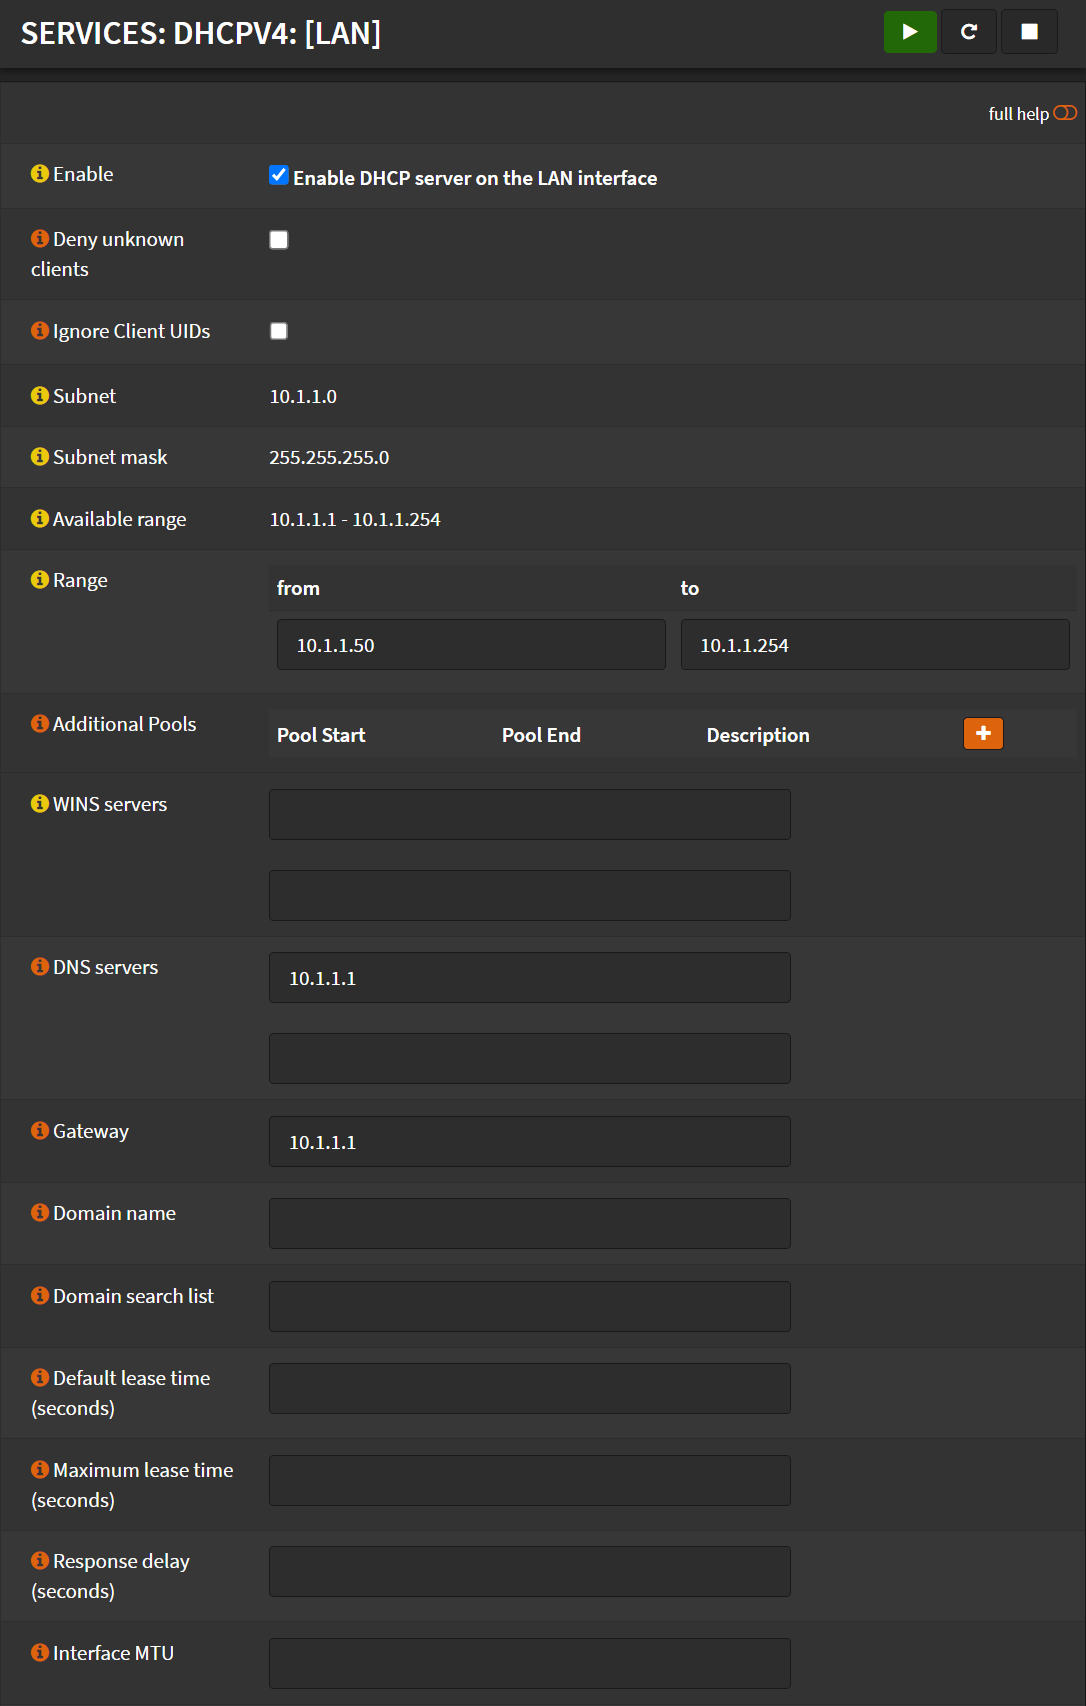 SERVICES: DHCPV4: [LAN]
full help
Enable
Enable DHCP server on the LAN interface
Deny unknown
clients
Ignore Client UIDs
Subnet
10.1.1.0
Subnet mask
255.255.255.0
Available range
10.1.1.1 - 10.1.1.254
Range
from to
10.1.1.50 10.1.1.254
Additional Pools
Pool Start Pool End Description
WINS servers
DNS servers
10.1.1.1
Gateway
10.1.1.1
Domain name
Domain search list
Default lease time
(seconds)
Maximum lease time
(seconds)
Response delay
(seconds)
Interface MTU